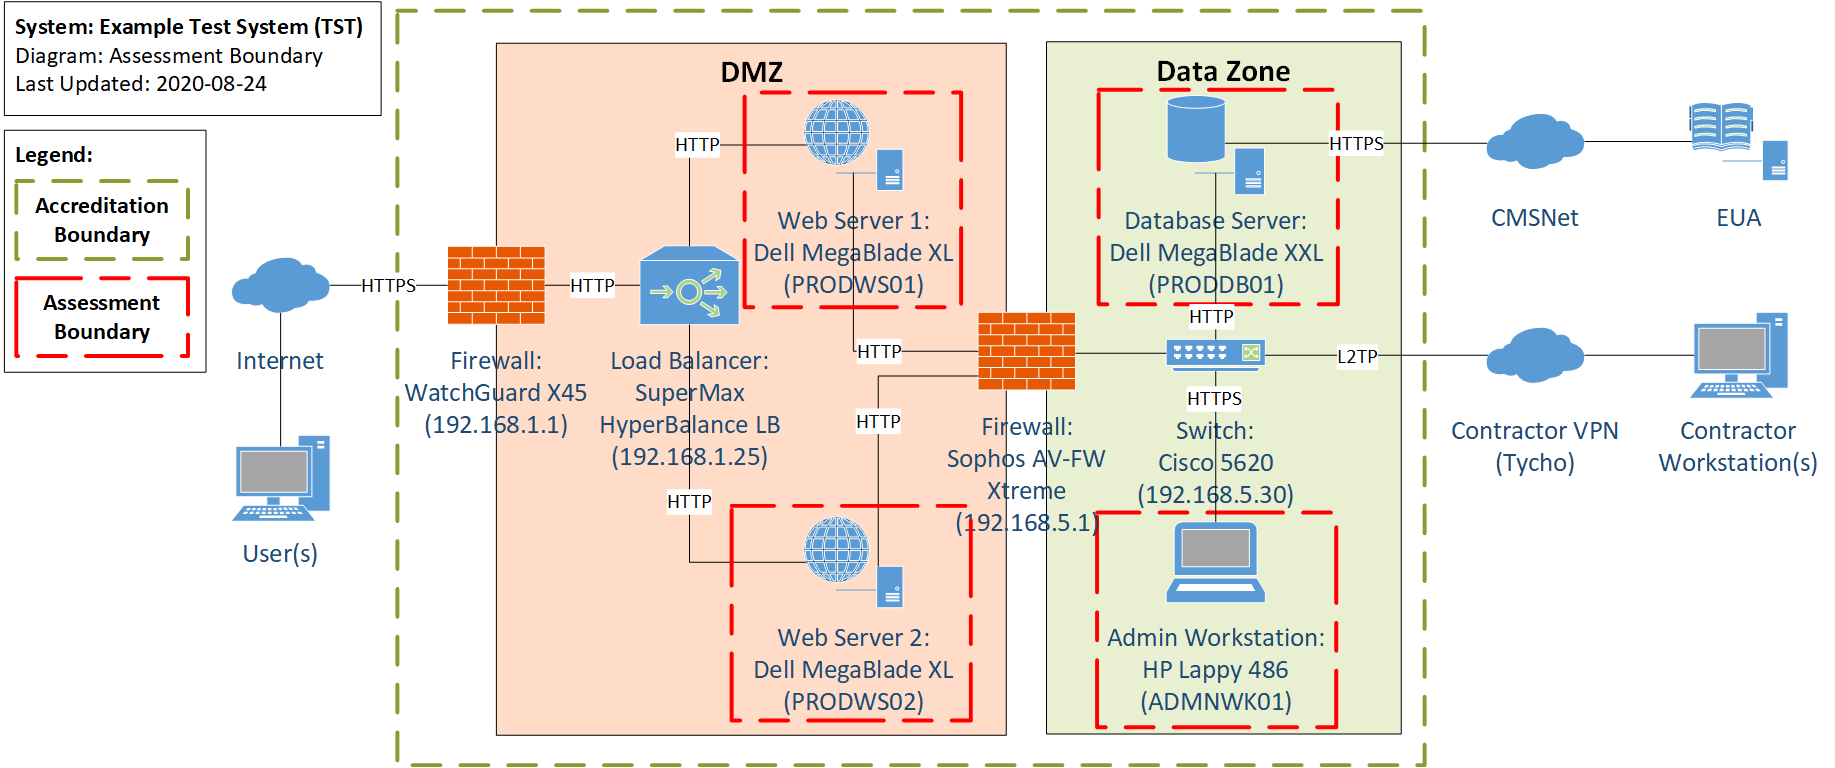 System: Example Test System (TST)
Diagram: Assessment Boundary
Last Updated: 2020-08-24
Legend:
Accreditation
Boundary
Assessment
Boundary
Internet
User(s)
HTTPS
Firewall:
WatchGuard X45
(192.168.1.1)
HTTP
DMZ
Load Balancer:
SuperMax
HyperBalance LB
(192.168.1.25)
HTTP
HTTP
Web Server 1:
Dell MegaBlade XL
(PRODWS01)
HTTP
HTTP
Web Server 2:
Dell MegaBlade XL
(PRODWS02)
Firewall:
Sophos AV-FW
Xtreme
(192.168.5.1)
Data Zone
Database Server:
Dell MegaBlade XXL
(PRODDB01)
HTTP
HTTPS
Switch:
Cisco 5620
(192.168.5.30)
Admin Workstation:
HP Lappy 486
(ADMNWK01)
HTTPS
CMSNet
EUA
L2TP
Contractor VPN
(Tycho)
Contractor
Workstation(s)